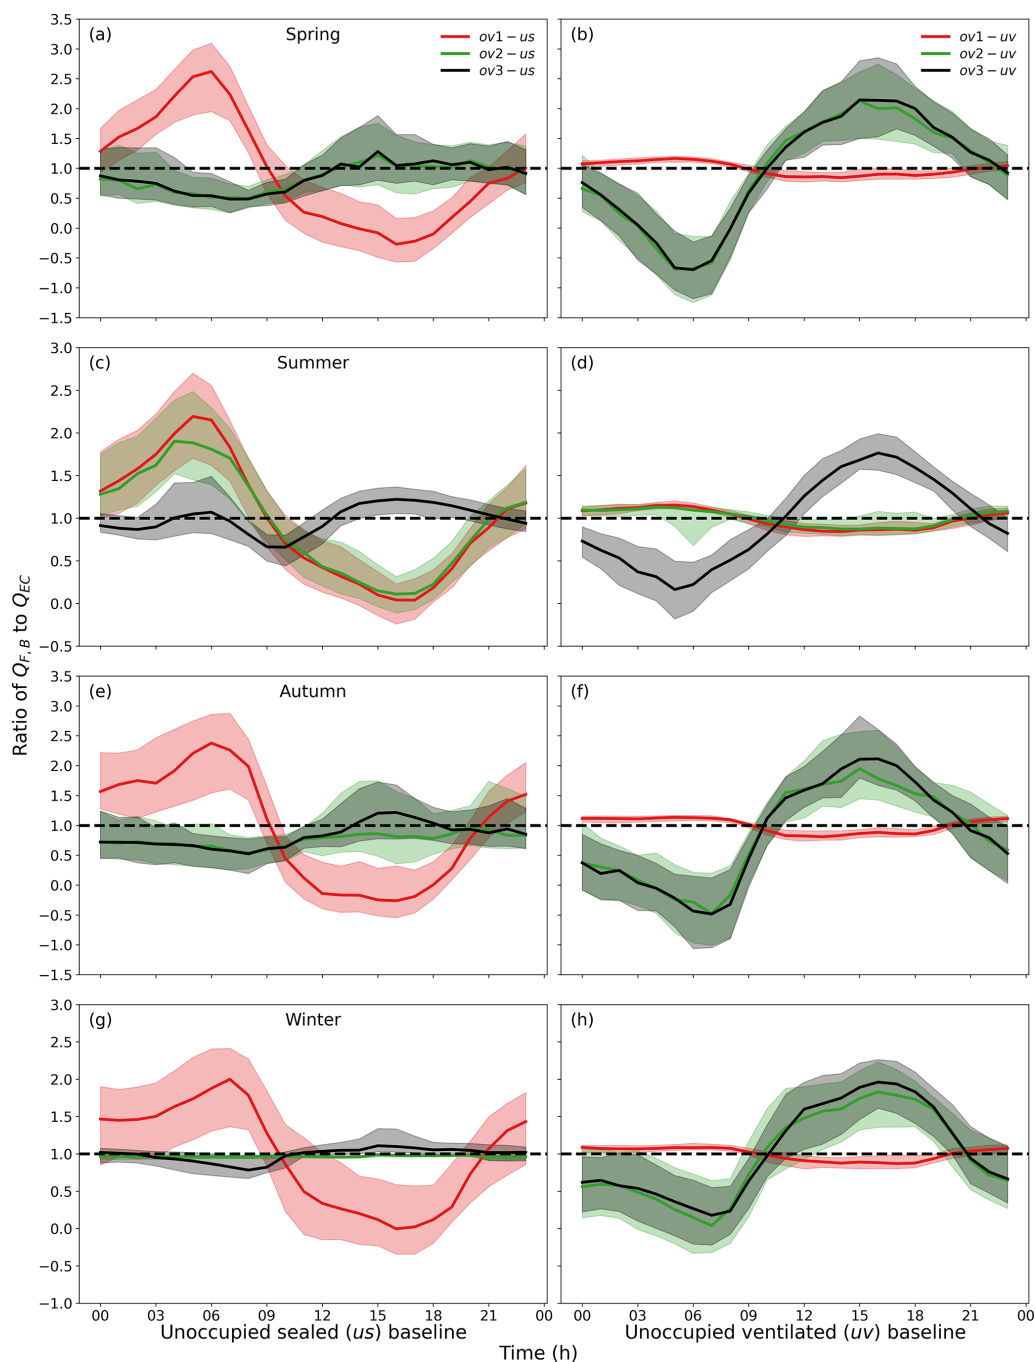 (a)
Spring
ov1 − us
ov2 − us
ov3 − us
3.5
3.0
2.5
2.0
1.5
1.0
0.5
0.0
−0.5
−1.0
−1.5
(b)
ov1 − uv
ov2 − uv
ov3 − uv
(c)
Summer
3.0
2.5
2.0
1.5
1.0
0.5
0.0
−0.5
(d)
Ratio of Q_{F, B} to Q_{EC}
(e)
Autumn
3.5
3.0
2.5
2.0
1.5
1.0
0.5
0.0
−0.5
−1.0
−1.5
(f)
(g)
Winter
3.0
2.5
2.0
1.5
1.0
0.5
0.0
−0.5
−1.0
(h)
00 03 06 09 12 15 18 21 00
00 03 06 09 12 15 18 21 00
Unoccupied sealed (us) baseline
Unoccupied ventilated (uv) baseline
Time (h)